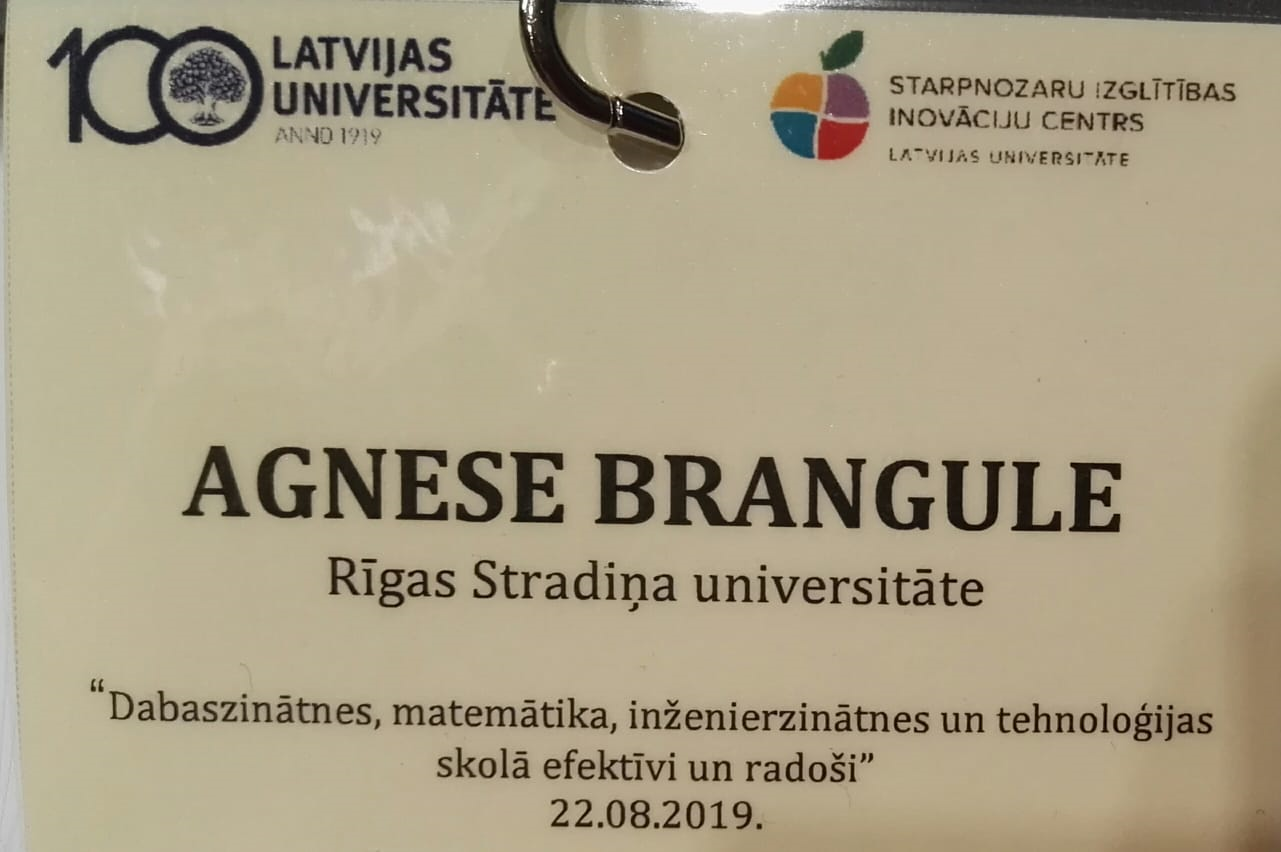 100 LATVIJAS
UNIVERSITĀTE
ANNO 1919
STARPNOZARU IZGLĪTĪBAS
INOVĀCIJU CENTRS
LATVIJAS UNIVERSITĀTE
AGNESE BRANGULE
Rīgas Stradiņa universitāte
“Dabaszinātnes, matemātika, inženierzinātnes un tehnoloģijas
skolā efektīvi un radoši”
22.08.2019.